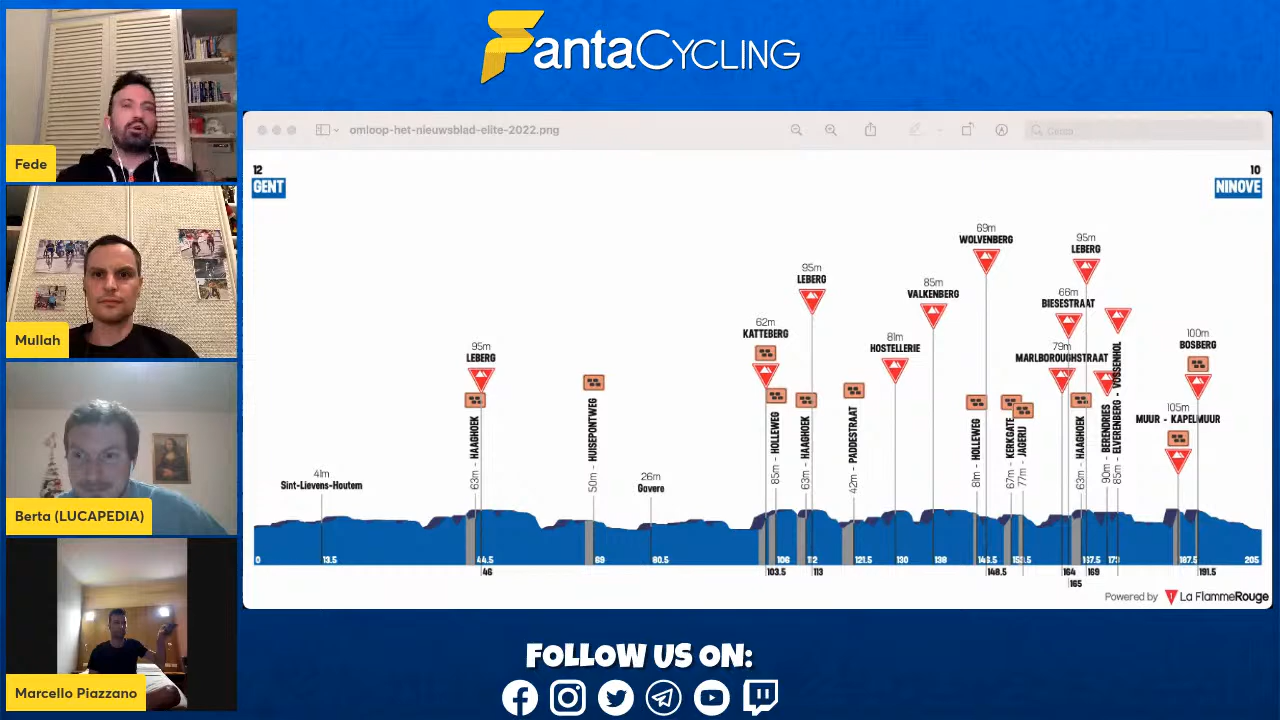 FantaCycling
Fede
Mullah
Berta (LUCAPEDIA)
Marcello Piazzano
omloop-het-nieuwsblad-elite-2022.png
Cerca
12
GENT
10
NINOVE
41m
Sint-Lievens-Houtem
95m
LEBERG
63m - HAAGHOEK
50m - HUISEPONTWEG
26m
Gavere
62m
KATTEBERG
85m - HOLLEWEG
95m
LEBERG
63m - HAAGHOEK
42m - PADDESTRAAT
81m
HOSTELLERIE
85m
VALKENBERG
69m
WOLVENBERG
81m - HOLLEWEG
67m - KERKGATE
77m - JAGERIJ
79m
MARLBOROUGHSTRAAT
66m
BIESESTRAAT
95m
LEBERG
63m - HAAGHOEK
90m - BERENDRIES
85m - ELVERENBERG - VOSSENHOL
105m
MUUR - KAPELMUUR
100m
BOSBERG
0 13.5 44.5 69 80.5 106 112 121.5 130 138 173 187.5 205
46 103.5 113 148.5 164 169 191.5
165
Powered by La FlammeRouge
FOLLOW US ON: